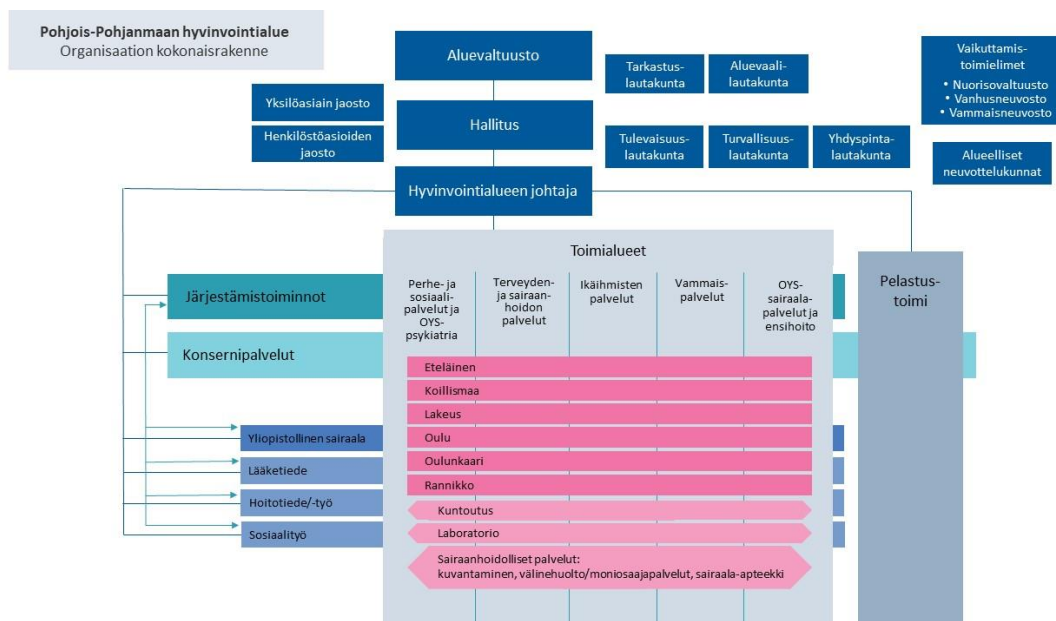 Pohjois-Pohjanmaan hyvinvointialue
Organisaation kokonaisrakenne
Aluevaltuusto
Tarkastus-
lautakunta
Aluevaali-
lautakunta
Vaikuttamis-
toimielimet
• Nuorisovaltuusto
• Vanhusneuvosto
• Vammaisneuvosto
Yksilöasiain jaosto
Henkilöstöasioiden
jaosto
Hallitus
Tulevaisuus-
lautakunta
Turvallisuus-
lautakunta
Yhdyspinta-
lautakunta
Alueelliset
neuvottelukunnat
Hyvinvointialueen johtaja
Toimialueet
Perhe- ja
sosiaali-
palvelut ja
OYS-
psykiatria
Terveyden-
ja sairaan-
hoidon
palvelut
Ikäihmisten
palvelut
Vammais-
palvelut
OYS-
sairaala-
palvelut ja
ensihoito
Pelastus-
toimi
Järjestämistoiminnot
Konsernipalvelut
Eteläinen
Koillismaa
Lakeus
Oulu
Oulunkaari
Rannikko
Kuntoutus
Laboratorio
Sairaanhoidolliset palvelut:
kuvantaminen, välinehuolto/moniosaajapalvelut, sairaala-apteekki
Yliopistollinen sairaala
Lääketiede
Hoitotiede/-työ
Sosiaalityö